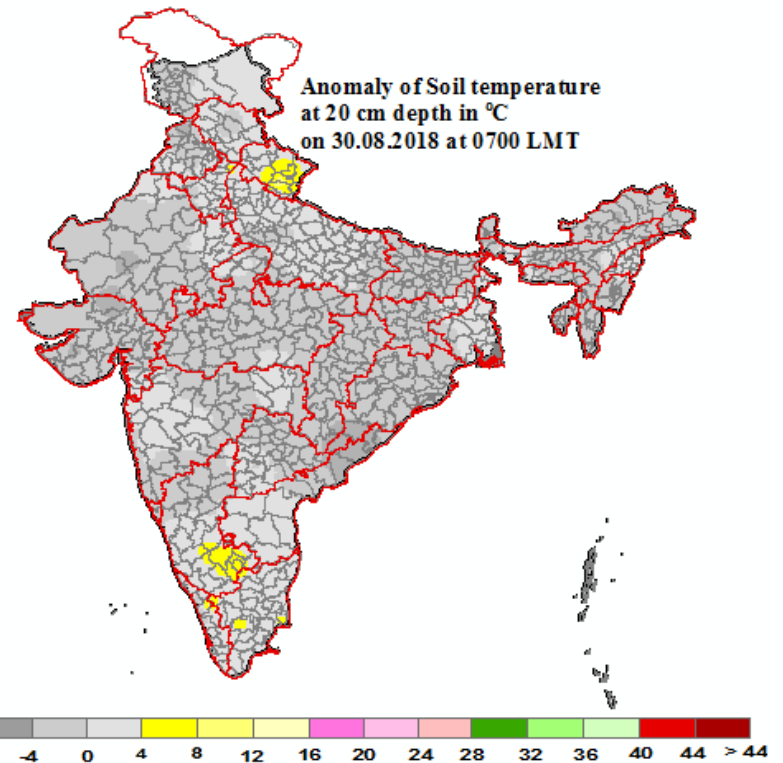 Anomaly of Soil temperature
at 20 cm depth in ⁰C
on 30.08.2018 at 0700 LMT
-4 0 4 8 12 16 20 24 28 32 36 40 44 > 44